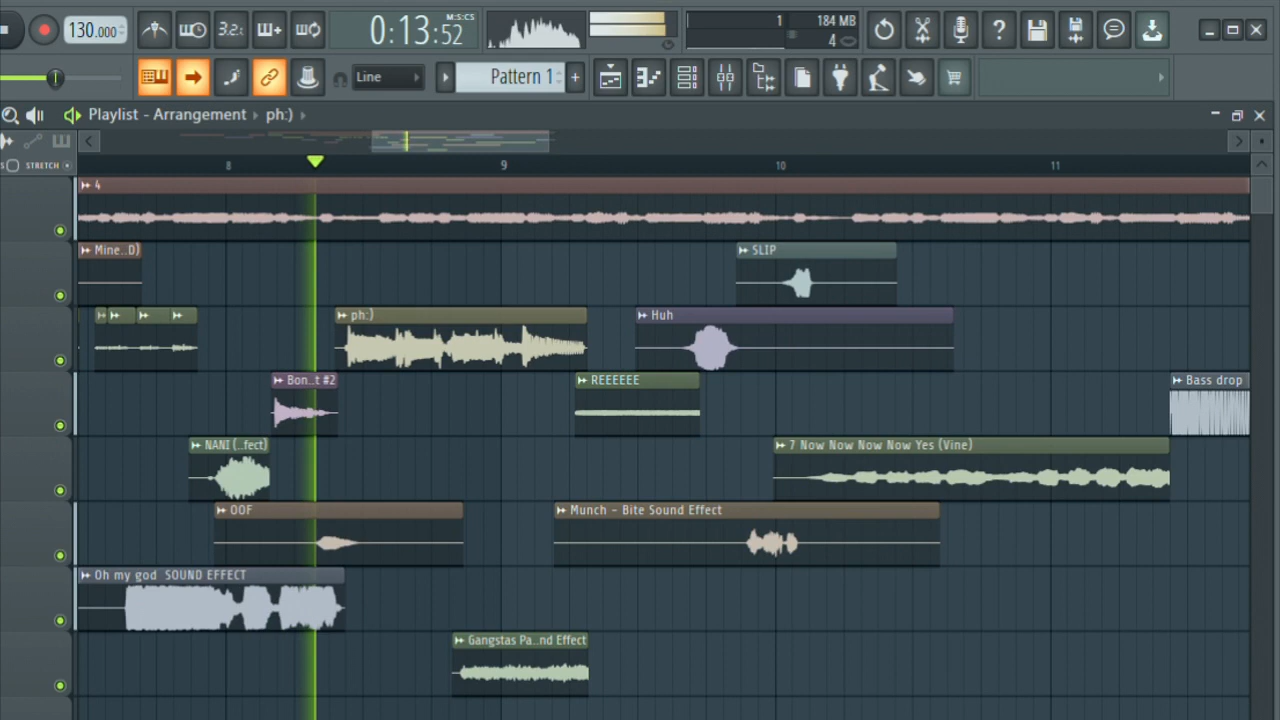 130.000
3.2.
0:13:52
M:S:CS
1
184 MB
4
Line
Pattern 1
+
?
Playlist - Arrangement ph:)
S STRETCH
8 9 10 11
4
Mine..D)
SLIP
ph:)
Huh
Bon..t #2
REEEEEE
Bass drop
NANI (..fect)
7 Now Now Now Now Yes (Vine)
OOF
Munch - Bite Sound Effect
Oh my god SOUND EFFECT
Gangstas Pa..nd Effect